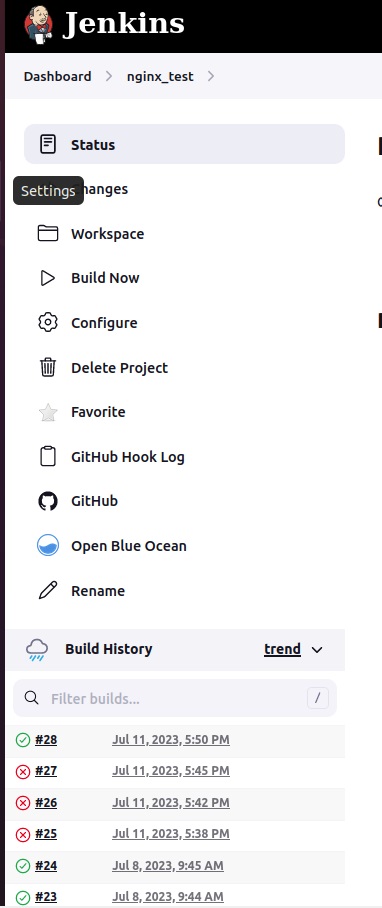 Jenkins
Dashboard > nginx_test >
Status
Settings hanges
Workspace
Build Now
Configure
Delete Project
Favorite
GitHub Hook Log
GitHub
Open Blue Ocean
Rename
Build History trend
Filter builds... /
#28 Jul 11, 2023, 5:50 PM
#27 Jul 11, 2023, 5:45 PM
#26 Jul 11, 2023, 5:42 PM
#25 Jul 11, 2023, 5:38 PM
#24 Jul 8, 2023, 9:45 AM
#23 Jul 8, 2023, 9:44 AM